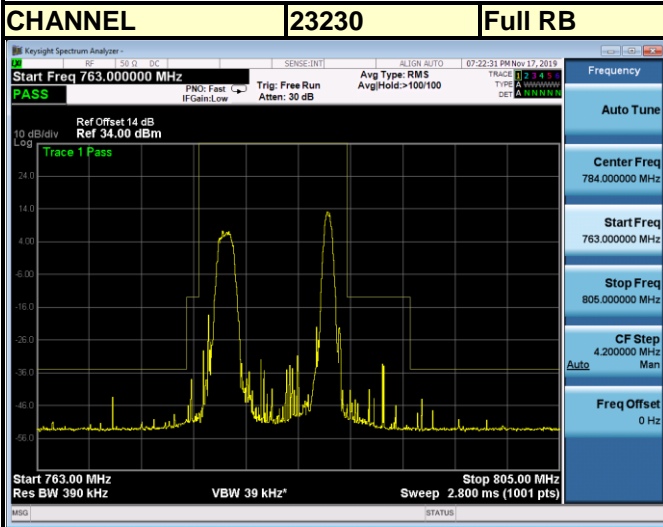 CHANNEL 23230 Full RB
Keysight Spectrum Analyzer -
RF 50 Ω DC SENSE:INT ALIGN AUTO 07:22:31 PM Nov 17, 2019
Start Freq 763.000000 MHz
PASS
PNO: Fast
IFGain:Low
Trig: Free Run
Atten: 30 dB
Avg Type: RMS
Avg|Hold:>100/100
TRACE 1 2 3 4 5 6
TYPE A WWWWW
DET A N N N N N
Frequency
Auto Tune
Center Freq
784.000000 MHz
Start Freq
763.000000 MHz
Stop Freq
805.000000 MHz
CF Step
4.200000 MHz
Auto Man
Freq Offset
0 Hz
Ref Offset 14 dB
10 dB/div Ref 34.00 dBm
Log
Trace 1 Pass
24.0
14.0
4.00
-6.00
-16.0
-26.0
-36.0
-46.0
-56.0
Start 763.00 MHz Stop 805.00 MHz
Res BW 390 kHz VBW 39 kHz* Sweep 2.800 ms (1001 pts)
MSG STATUS